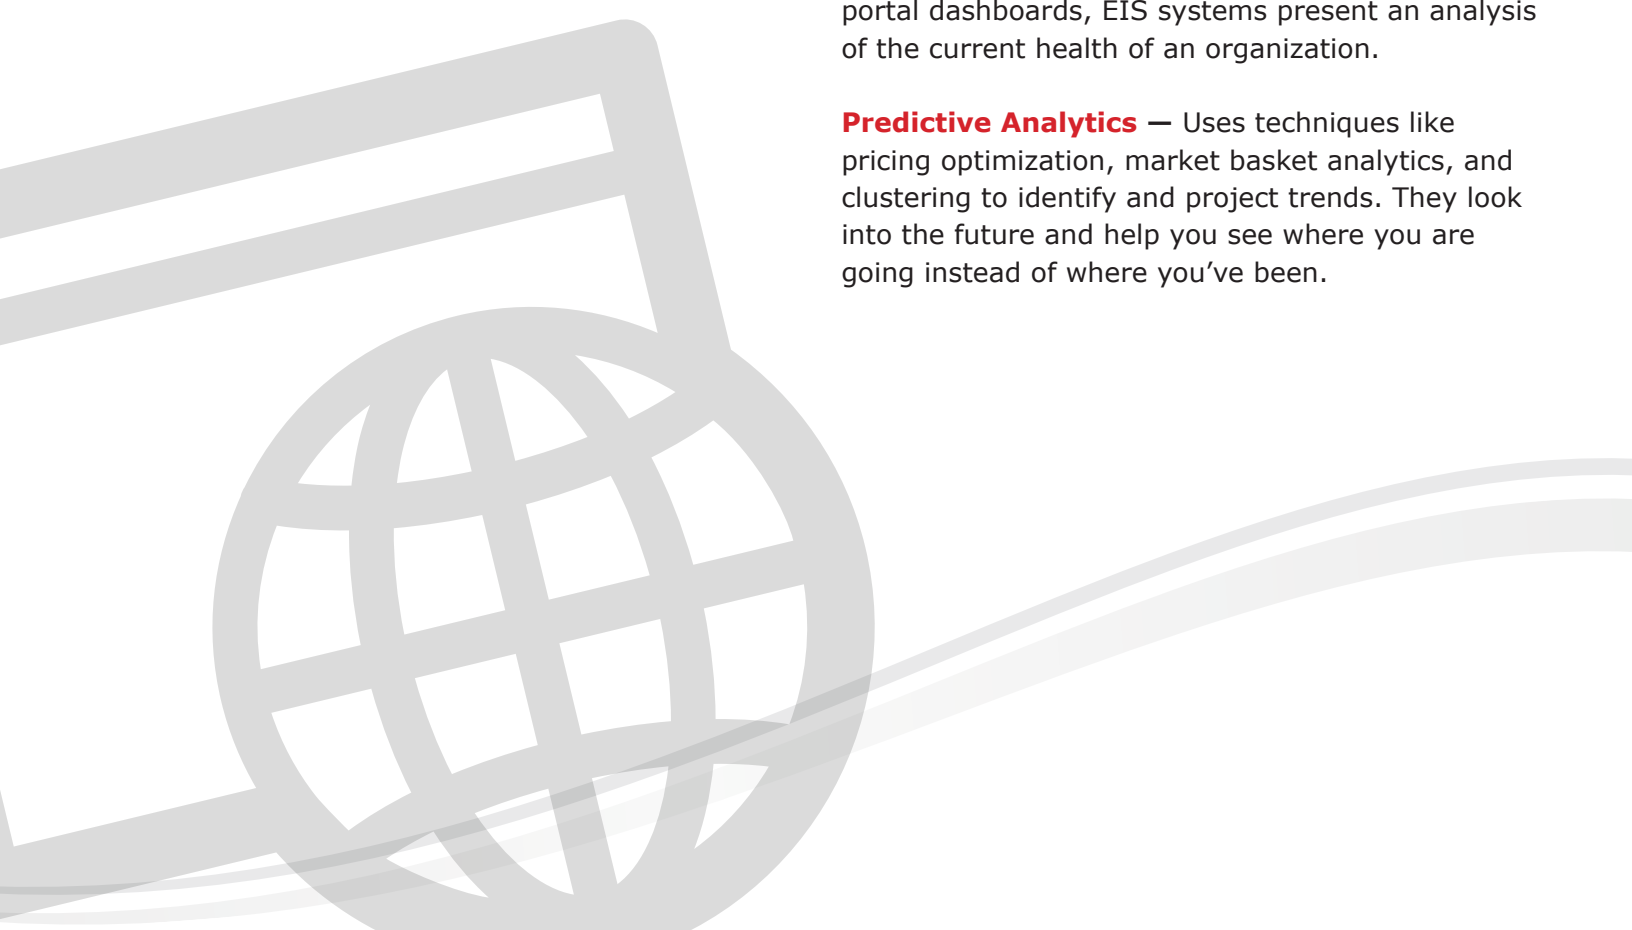 portal dashboards, EIS systems present an analysis
of the current health of an organization.
Predictive Analytics — Uses techniques like
pricing optimization, market basket analytics, and
clustering to identify and project trends. They look
into the future and help you see where you are
going instead of where you’ve been.